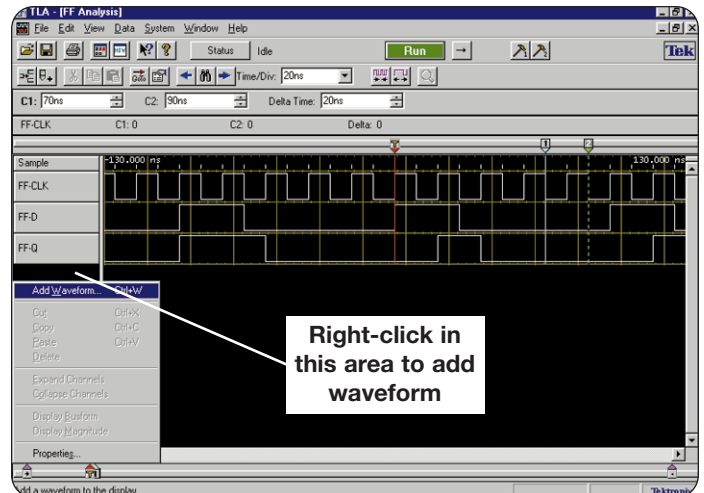 TLA - [FF Analysis]
File Edit View Data System Window Help
Status Idle Run Tek
Time/Div: 20ns
C1: 70ns C2: 90ns Delta Time: 20ns
FF-CLK C1: 0 C2: 0 Delta: 0
Sample -130.000 ns 130.000 ns
FF-CLK
FF-D
FF-Q
Add Waveform... Ctrl+W
Cut Ctrl+X
Copy Ctrl+C
Paste Ctrl+V
Delete
Expand Channels
Collapse Channels
Display Busform
Display Magnitude
Properties...
Right-click in
this area to add
waveform
Add a waveform to the display
Tektronix